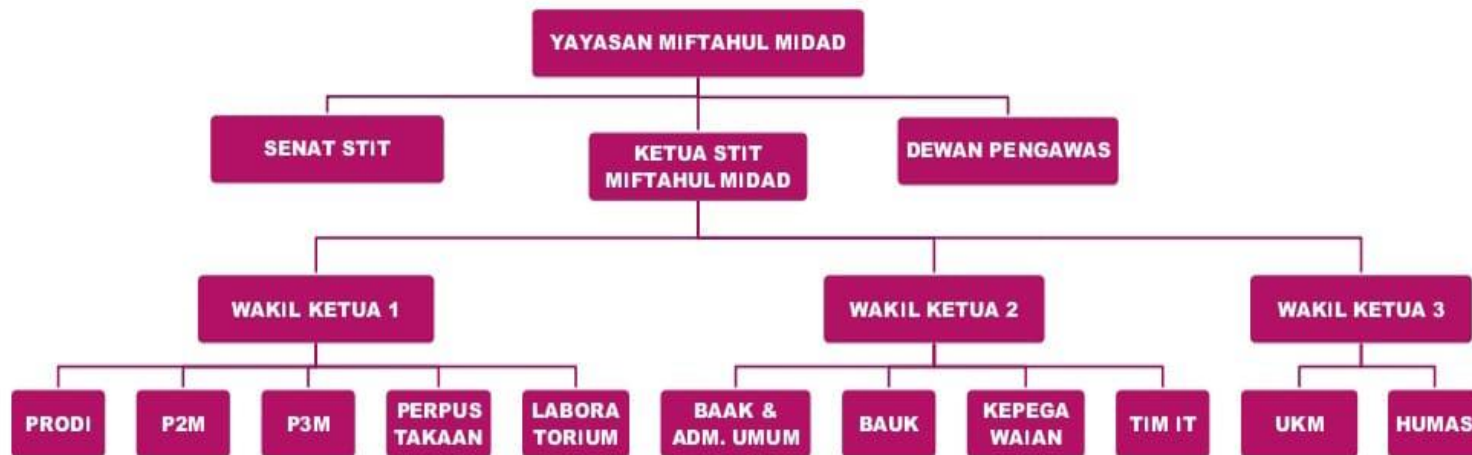 YAYASAN MIFTAHUL MIDAD
SENAT STIT
KETUA STIT
MIFTAHUL MIDAD
DEWAN PENGAWAS
WAKIL KETUA 1
WAKIL KETUA 2
WAKIL KETUA 3
PRODI
P2M
P3M
PERPUS
TAKAAN
LABORA
TORIUM
BAAK &
ADM. UMUM
BAUK
KEPEGA
WAIAN
TIM IT
UKM
HUMAS